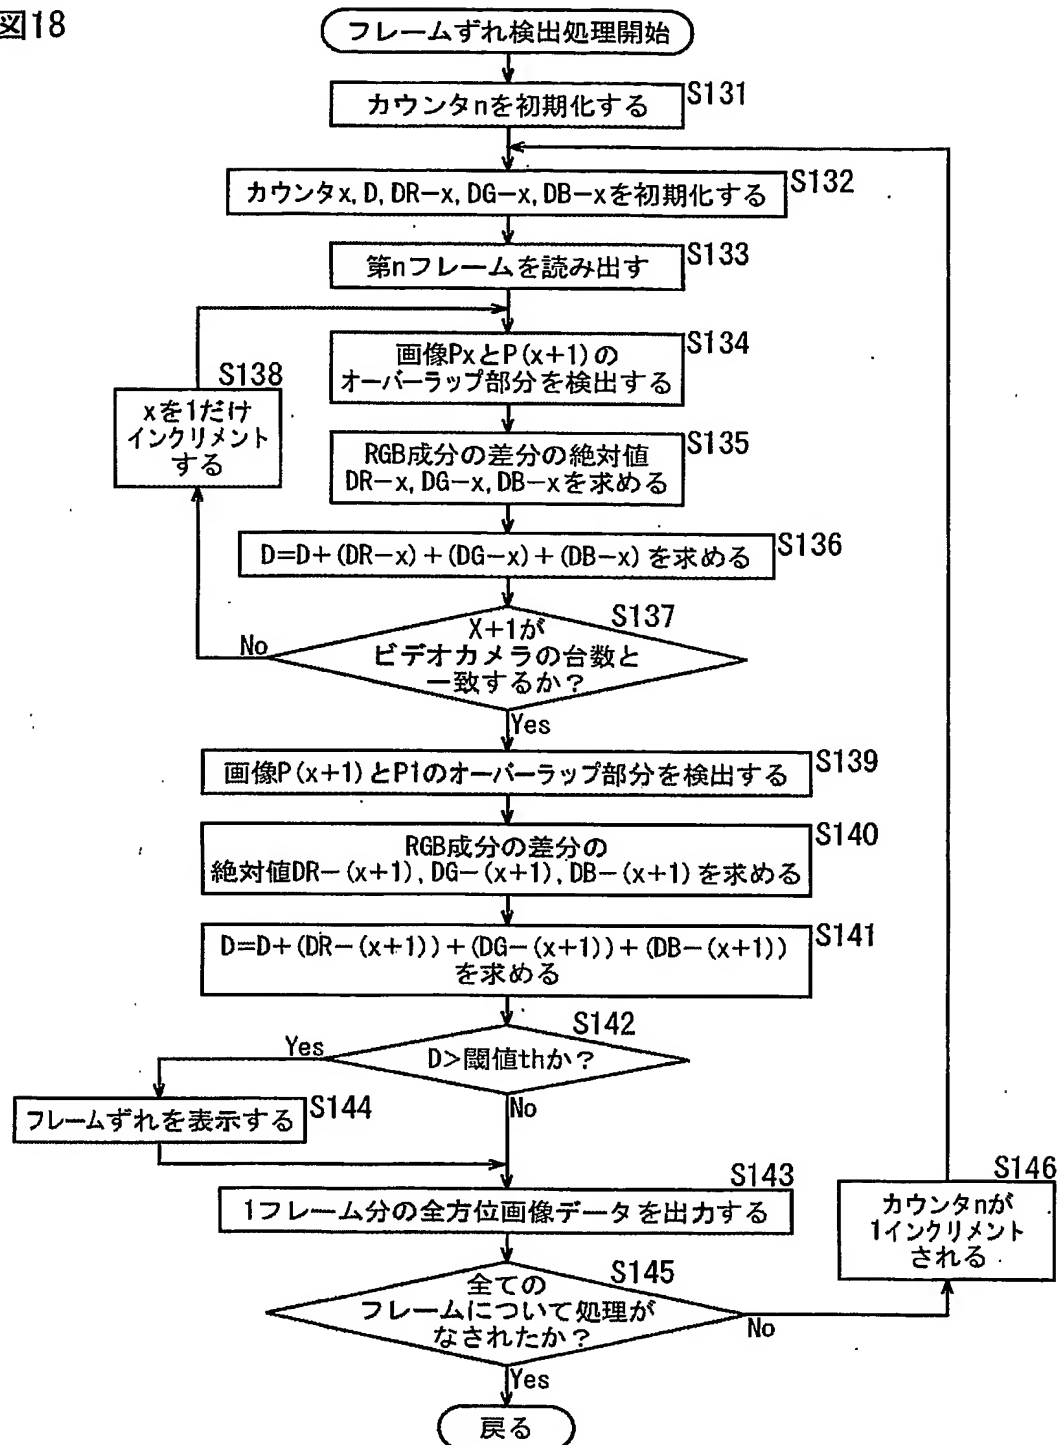 図18
フレームずれ検出処理開始
S131
カウンタnを初期化する
S132
カウンタx, D, DR−x, DG−x, DB−xを初期化する
S133
第nフレームを読み出す
S134
画像PxとP(x+1)の
オーバーラップ部分を検出する
S138
xを1だけ
インクリメント
する
S135
RGB成分の差分の絶対値
DR−x, DG−x, DB−xを求める
S136
D=D+(DR−x)+(DG−x)+(DB−x)を求める
S137
X+1が
ビデオカメラの台数と
一致するか？
No
Yes
S139
画像P(x+1)とP1のオーバーラップ部分を検出する
S140
RGB成分の差分の
絶対値DR−(x+1), DG−(x+1), DB−(x+1)を求める
S141
D=D+(DR−(x+1))+(DG−(x+1))+(DB−(x+1))
を求める
S142
D>閾値thか？
Yes
No
S144
フレームずれを表示する
S143
1フレーム分の全方位画像データを出力する
S146
カウンタnが
1インクリメント
される
S145
全ての
フレームについて処理が
なされたか？
No
Yes
戻る